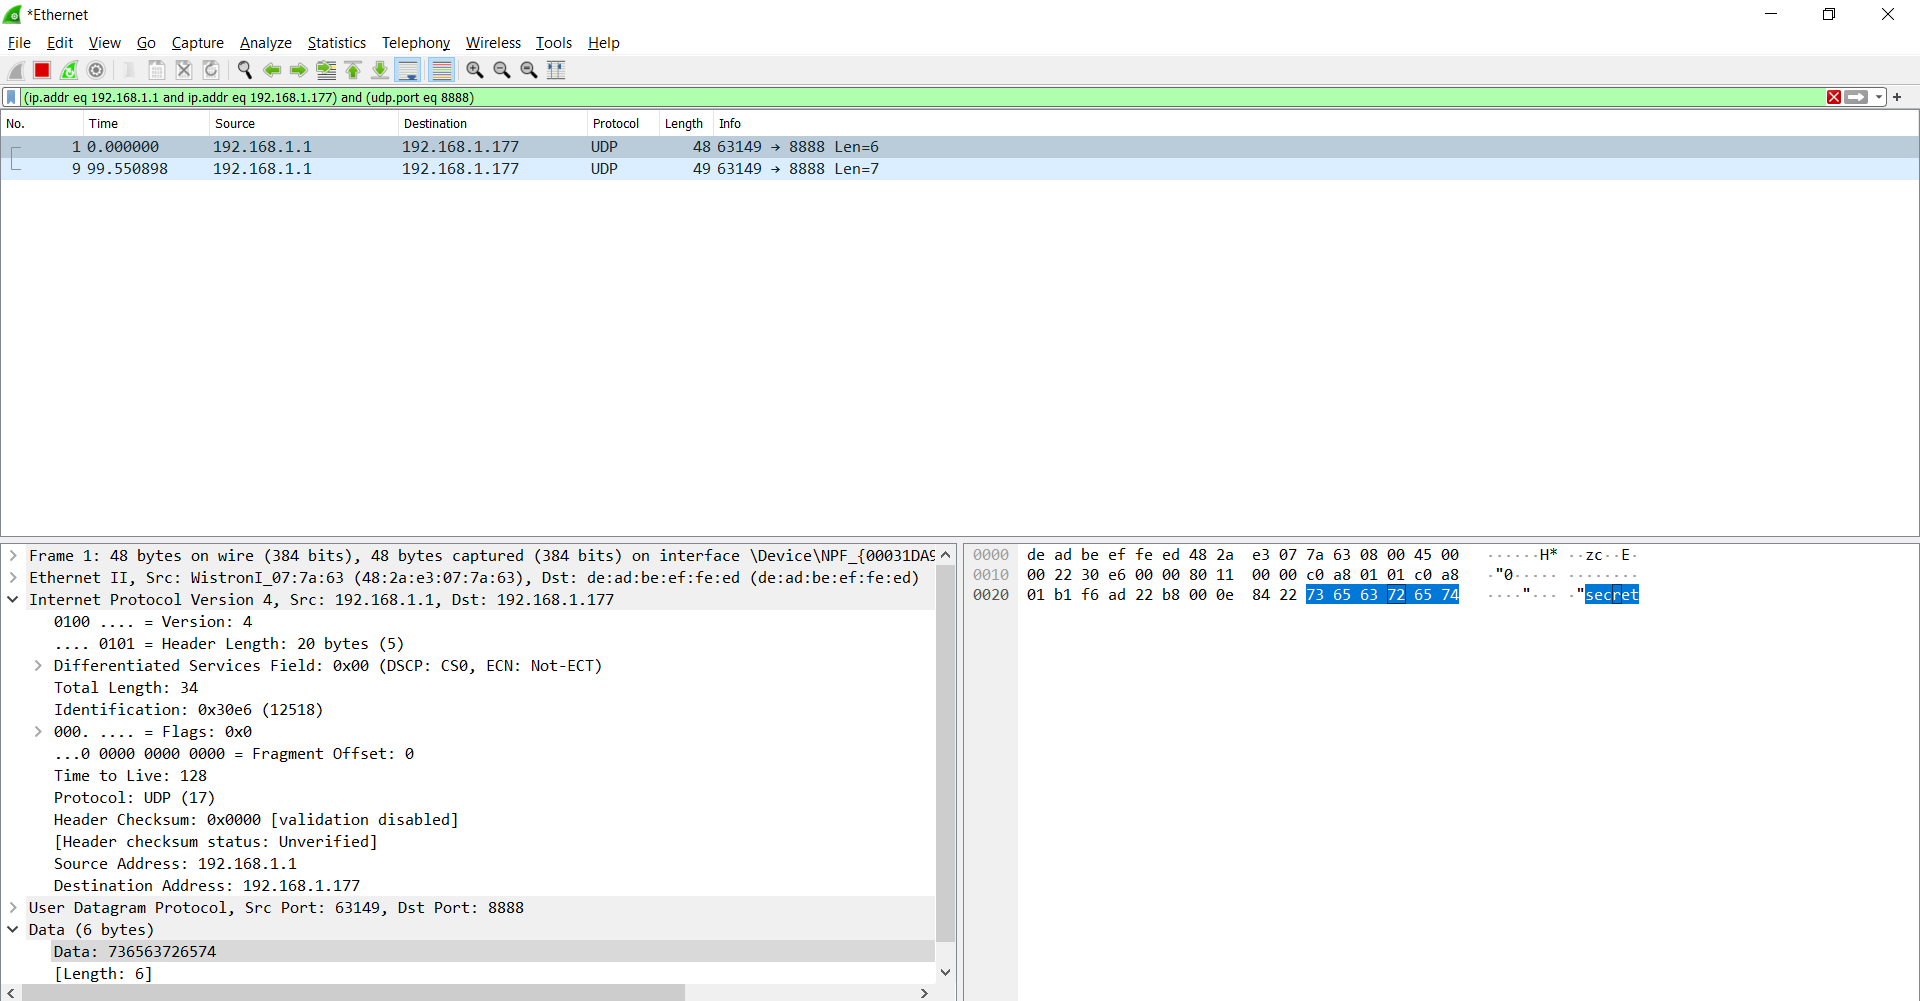 *Ethernet
File Edit View Go Capture Analyze Statistics Telephony Wireless Tools Help
(ip.addr eq 192.168.1.1 and ip.addr eq 192.168.1.177) and (udp.port eq 8888)
No. Time Source Destination Protocol Length Info
1 0.000000 192.168.1.1 192.168.1.177 UDP 48 63149 → 8888 Len=6
9 99.550898 192.168.1.1 192.168.1.177 UDP 49 63149 → 8888 Len=7
Frame 1: 48 bytes on wire (384 bits), 48 bytes captured (384 bits) on interface \Device\NPF_{00031DA9
Ethernet II, Src: WistronI_07:7a:63 (48:2a:e3:07:7a:63), Dst: de:ad:be:ef:fe:ed (de:ad:be:ef:fe:ed)
Internet Protocol Version 4, Src: 192.168.1.1, Dst: 192.168.1.177
0100 .... = Version: 4
.... 0101 = Header Length: 20 bytes (5)
Differentiated Services Field: 0x00 (DSCP: CS0, ECN: Not-ECT)
Total Length: 34
Identification: 0x30e6 (12518)
000. .... = Flags: 0x0
...0 0000 0000 0000 = Fragment Offset: 0
Time to Live: 128
Protocol: UDP (17)
Header Checksum: 0x0000 [validation disabled]
[Header checksum status: Unverified]
Source Address: 192.168.1.1
Destination Address: 192.168.1.177
User Datagram Protocol, Src Port: 63149, Dst Port: 8888
Data (6 bytes)
Data: 736563726574
[Length: 6]
0000 de ad be ef fe ed 48 2a e3 07 7a 63 08 00 45 00 ······H* ··zc··E·
0010 00 22 30 e6 00 00 80 11 00 00 c0 a8 01 01 c0 a8 ·"0····· ········
0020 01 b1 f6 ad 22 b8 00 0e 84 22 73 65 63 72 65 74 ····"··· ·"secret